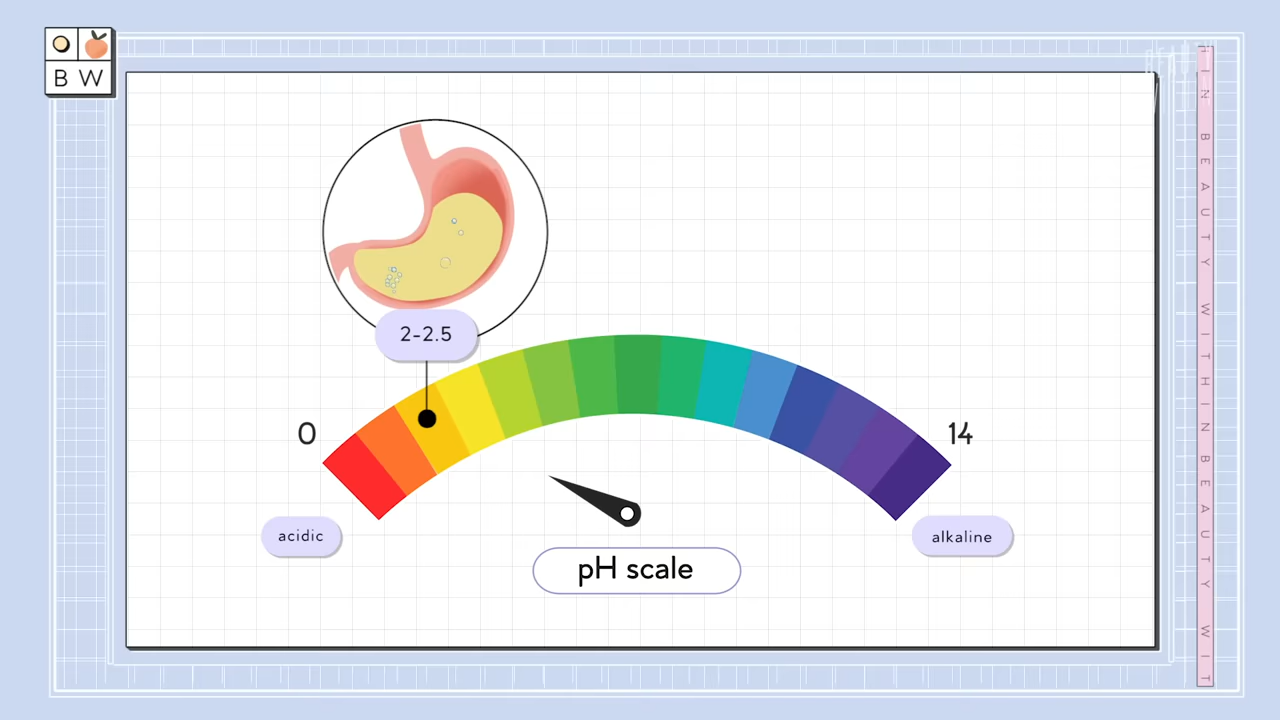 B W
2-2.5
0
14
acidic
alkaline
pH scale
IN BEAUTY WITHIN BEAUTY WIT